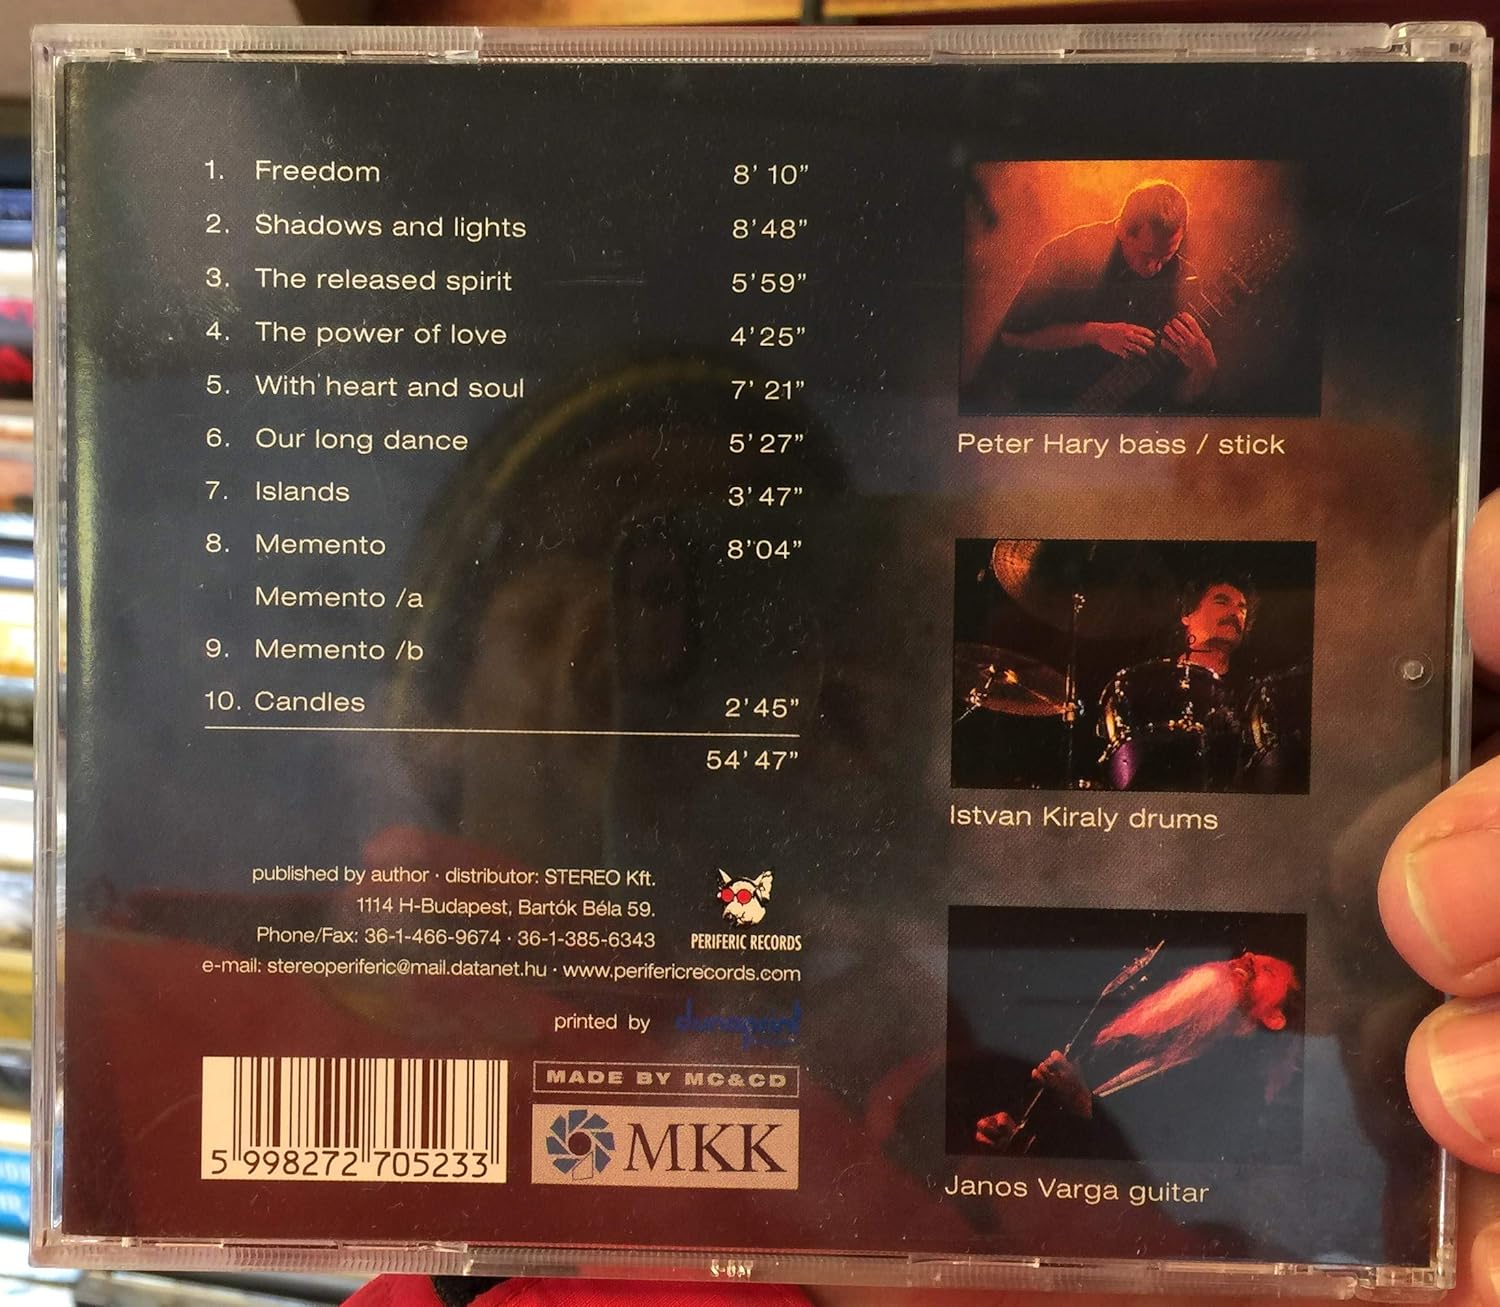 1. Freedom 8' 10"
2. Shadows and lights 8'48"
3. The released spirit 5'59"
4. The power of love 4'25"
5. With heart and soul 7' 21"
6. Our long dance 5'27"
7. Islands 3'47"
8. Memento 8'04"
Memento /a
9. Memento /b
10. Candles 2'45"
54'47"
published by author · distributor: STEREO Kft.
1114 H-Budapest, Bartók Béla 59.
Phone/Fax: 36-1-466-9674 · 36-1-385-6343
e-mail: stereoperiferic@mail.datanet.hu · www.perifericrecords.com
PERIFERIC RECORDS
printed by
MADE BY MC&CD
MKK
5 998272 705233
Peter Hary bass / stick
Istvan Kiraly drums
Janos Varga guitar